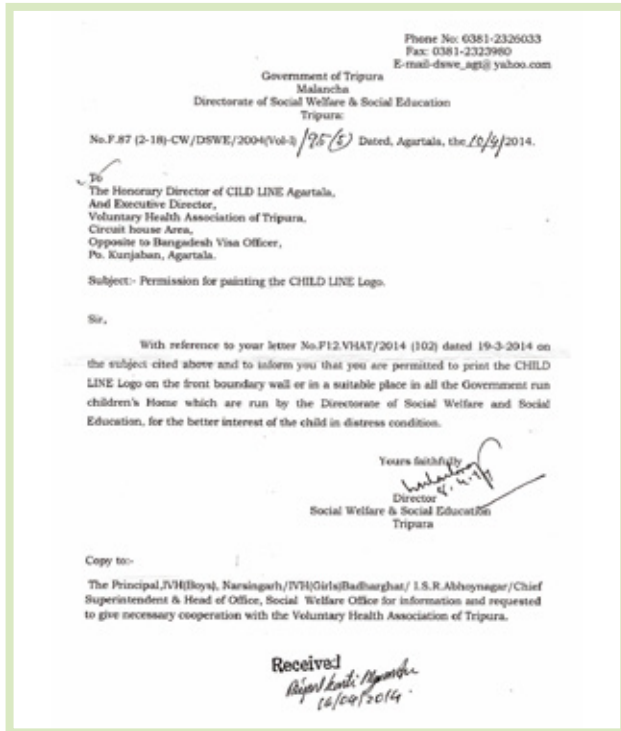 Phone No: 0381-2326033
Fax: 0381-2323980
E-mail-dswe_agt@ yahoo.com
Government of Tripura
Malancha
Directorate of Social Welfare & Social Education
Tripura:
No.F.87 (2-18)-CW/DSWE/2004(Vol-I) /95(5) Dated, Agartala, the 10/4/2014.
To
The Honorary Director of CILD LINE Agartala,
And Executive Director,
Voluntary Health Association of Tripura,
Circuit house Area,
Opposite to Bangadesh Visa Officer,
Po. Kunjaban, Agartala.
Subject:- Permission for painting the CHILD LINE Logo.
Sir,
With reference to your letter No.F12.VHAT/2014 (102) dated 19-3-2014 on
the subject cited above and to inform you that you are permitted to print the CHILD
LINE Logo on the front boundary wall or in a suitable place in all the Government run
children's Home which are run by the Directorate of Social Welfare and Social
Education, for the better interest of the child in distress condition.
Yours faithfully
Director
Social Welfare & Social Education
Tripura
Copy to:-
The Principal,IVH(Boys), Narsingarh/IVH(Girls)Badharghat/ I.S.R.Abhoynagar/Chief
Superintendent & Head of Office, Social Welfare Office for information and requested
to give necessary cooperation with the Voluntary Health Association of Tripura.
Received
16/04/2014.